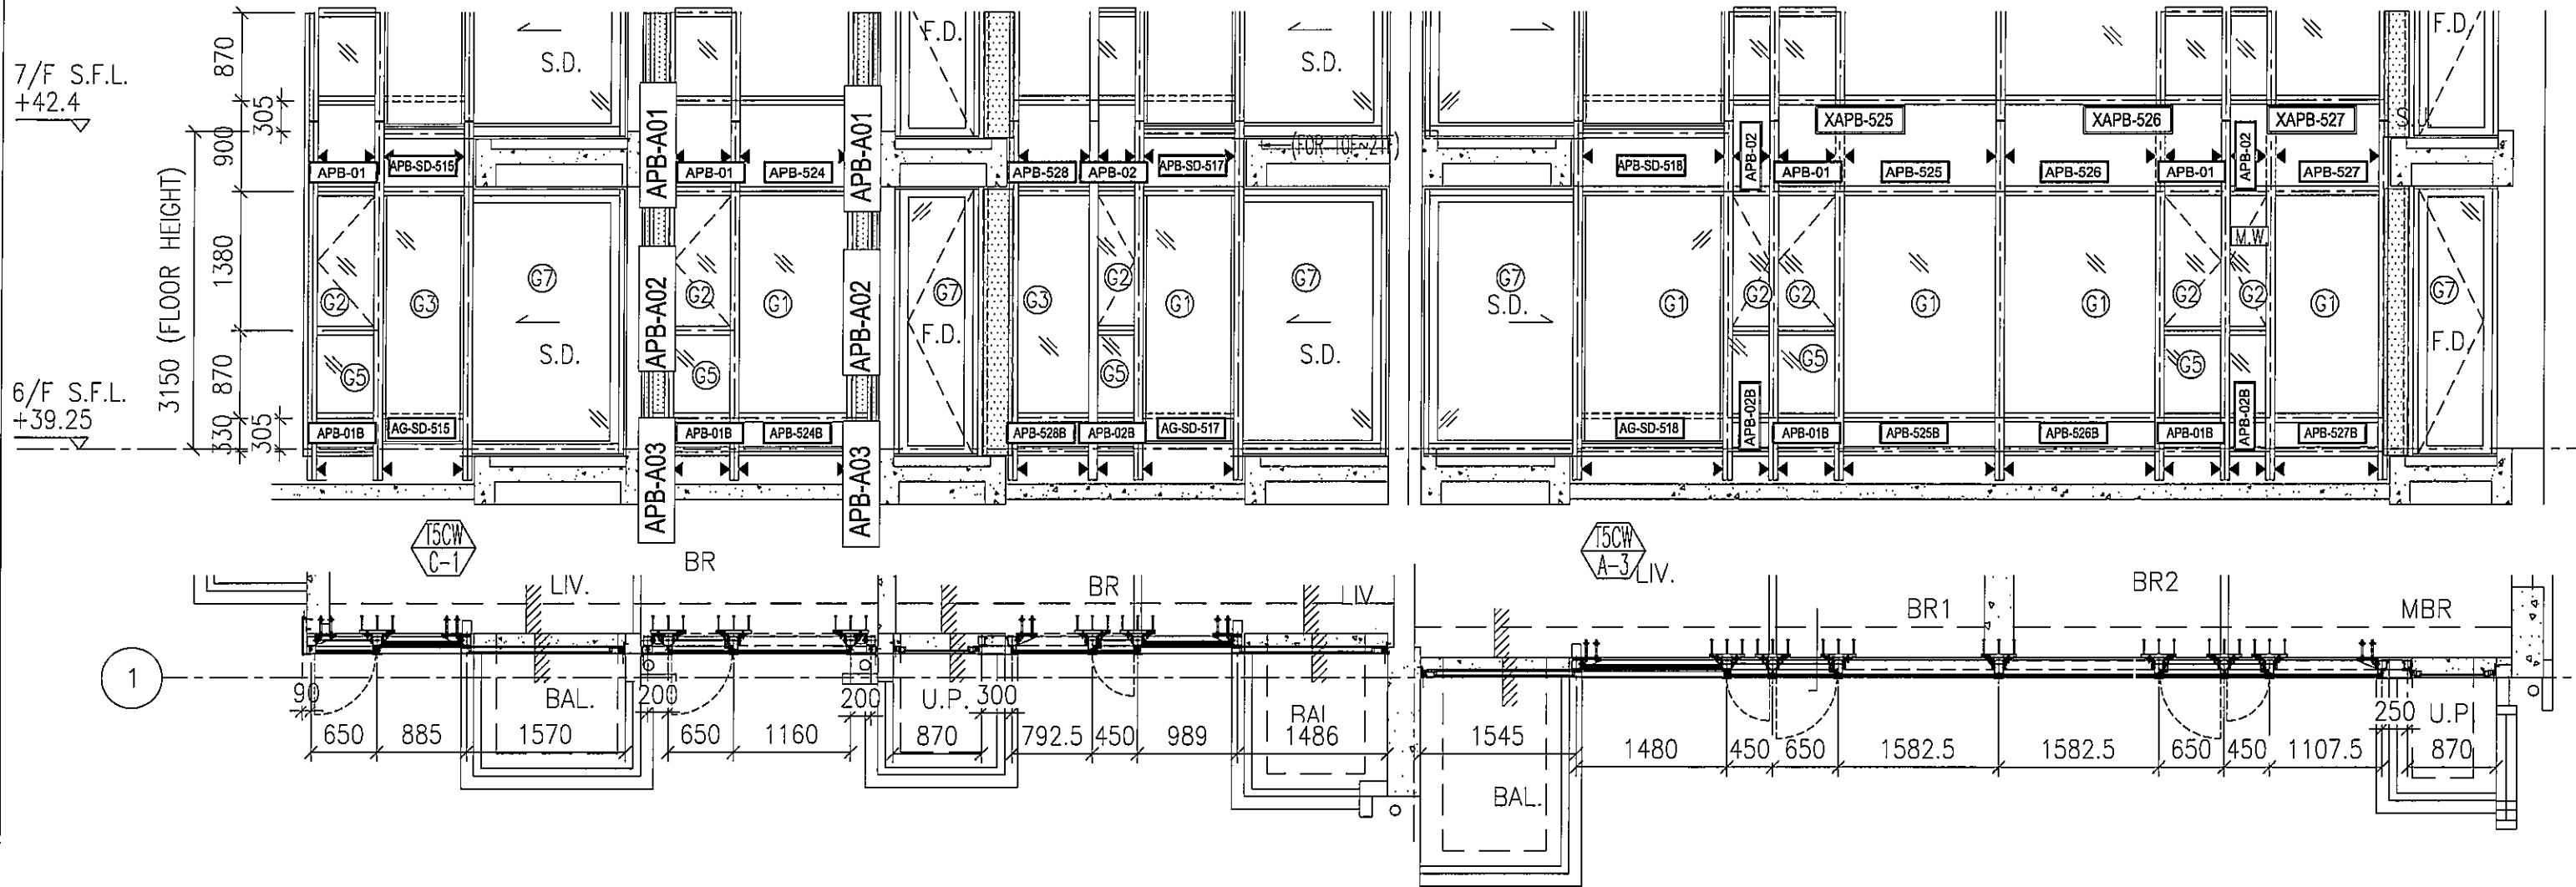 7/F S.F.L.
+42.4
6/F S.F.L.
+39.25
3150 (FLOOR HEIGHT)
870
900
305
1380
870
330
305
S.D.
F.D.
S.D.
S.D.
F.D.
APB-01
APB-SD-515
APB-A01
APB-01
APB-524
APB-A01
APB-528
APB-02
APB-SD-517
(FOR 10F~21F)
APB-SD-518
APB-02
XAPB-525
XAPB-526
XAPB-527
APB-01
APB-525
APB-526
APB-01
APB-02
APB-527
G2
G3
G7
S.D.
APB-A02
G2
G1
APB-A02
G7
F.D.
G3
G2
G1
G7
S.D.
G7
S.D.
G1
G2
G2
G1
G1
G2
M.W.
G2
G1
G7
F.D.
G5
G5
G5
G5
G5
APB-01B
AG-SD-515
APB-A03
APB-01B
APB-524B
APB-A03
APB-528B
APB-02B
AG-SD-517
AG-SD-518
APB-02B
APB-01B
APB-525B
APB-526B
APB-01B
APB-02B
APB-527B
T5CW
C-1
T5CW
A-3
LIV.
BR
BR
LIV
LIV.
BR1
BR2
MBR
1
90
BAL.
200
200
U.P.
300
BAL
BAL.
250
U.P.
650
885
1570
650
1160
870
792.5
450
989
1486
1545
1480
450
650
1582.5
1582.5
650
450
1107.5
870